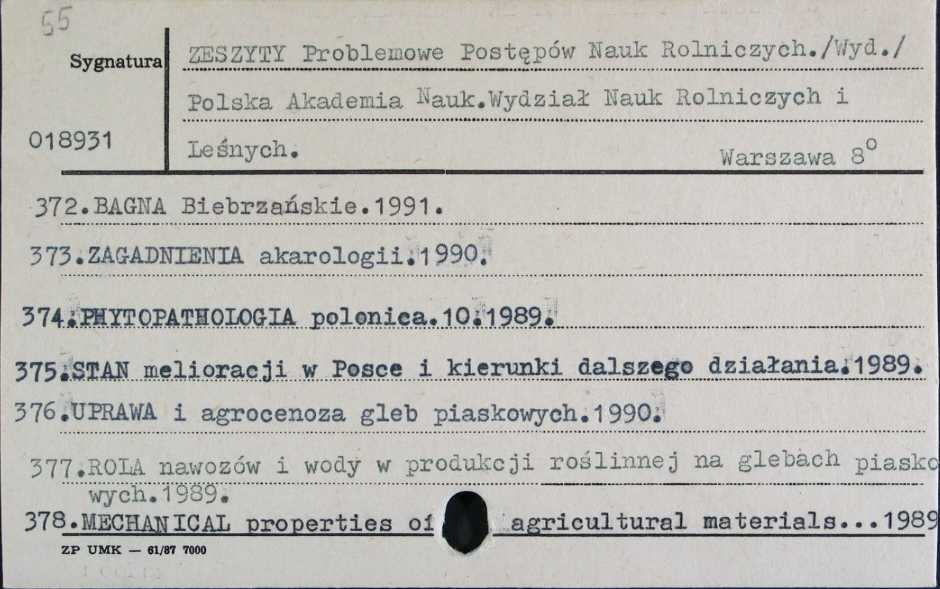 55
Sygnatura
ZESZYTY Problemowe Postępów Nauk Rolniczych./Wyd./
Polska Akademia Nauk.Wydział Nauk Rolniczych i
018931
Leśnych.
Warszawa 8°
372.BAGNA Biebrzańskie.1991.
373.ZAGADNIENIA akarologii.1990.
374.PHYTOPATHOLOGIA polonica.10.1989.
375.STAN melioracji w Posce i kierunki dalszego działania.1989.
376.UPRAWA i agrocenoza gleb piaskowych.1990.
377.ROLA nawozów i wody w produkcji roślinnej na glebach piasko
wych.1989.
378.MECHANICAL properties of agricultural materials...1989
ZP UMK — 61/87 7000